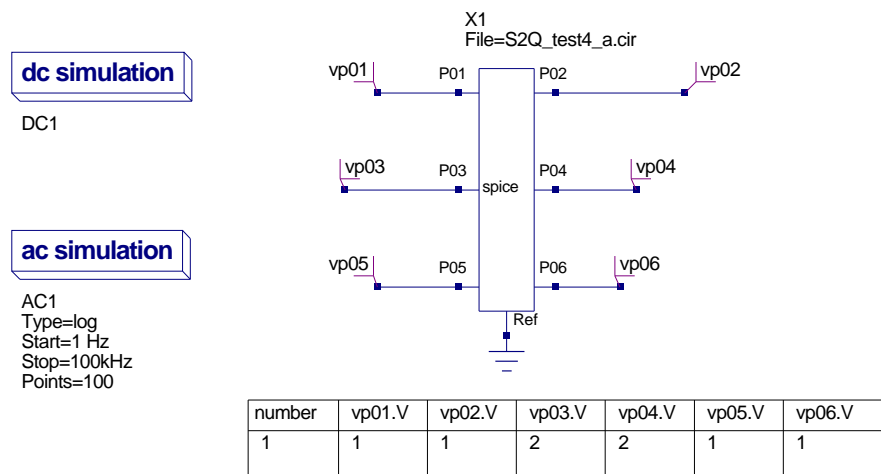 X1
File=S2Q_test4_a.cir
dc simulation
DC1
vp01
P01
P02
vp02
vp03
P03
spice
P04
vp04
ac simulation
AC1
Type=log
Start=1 Hz
Stop=100kHz
Points=100
vp05
P05
P06
vp06
Ref
number vp01.V vp02.V vp03.V vp04.V vp05.V vp06.V
1 1 1 2 2 1 1